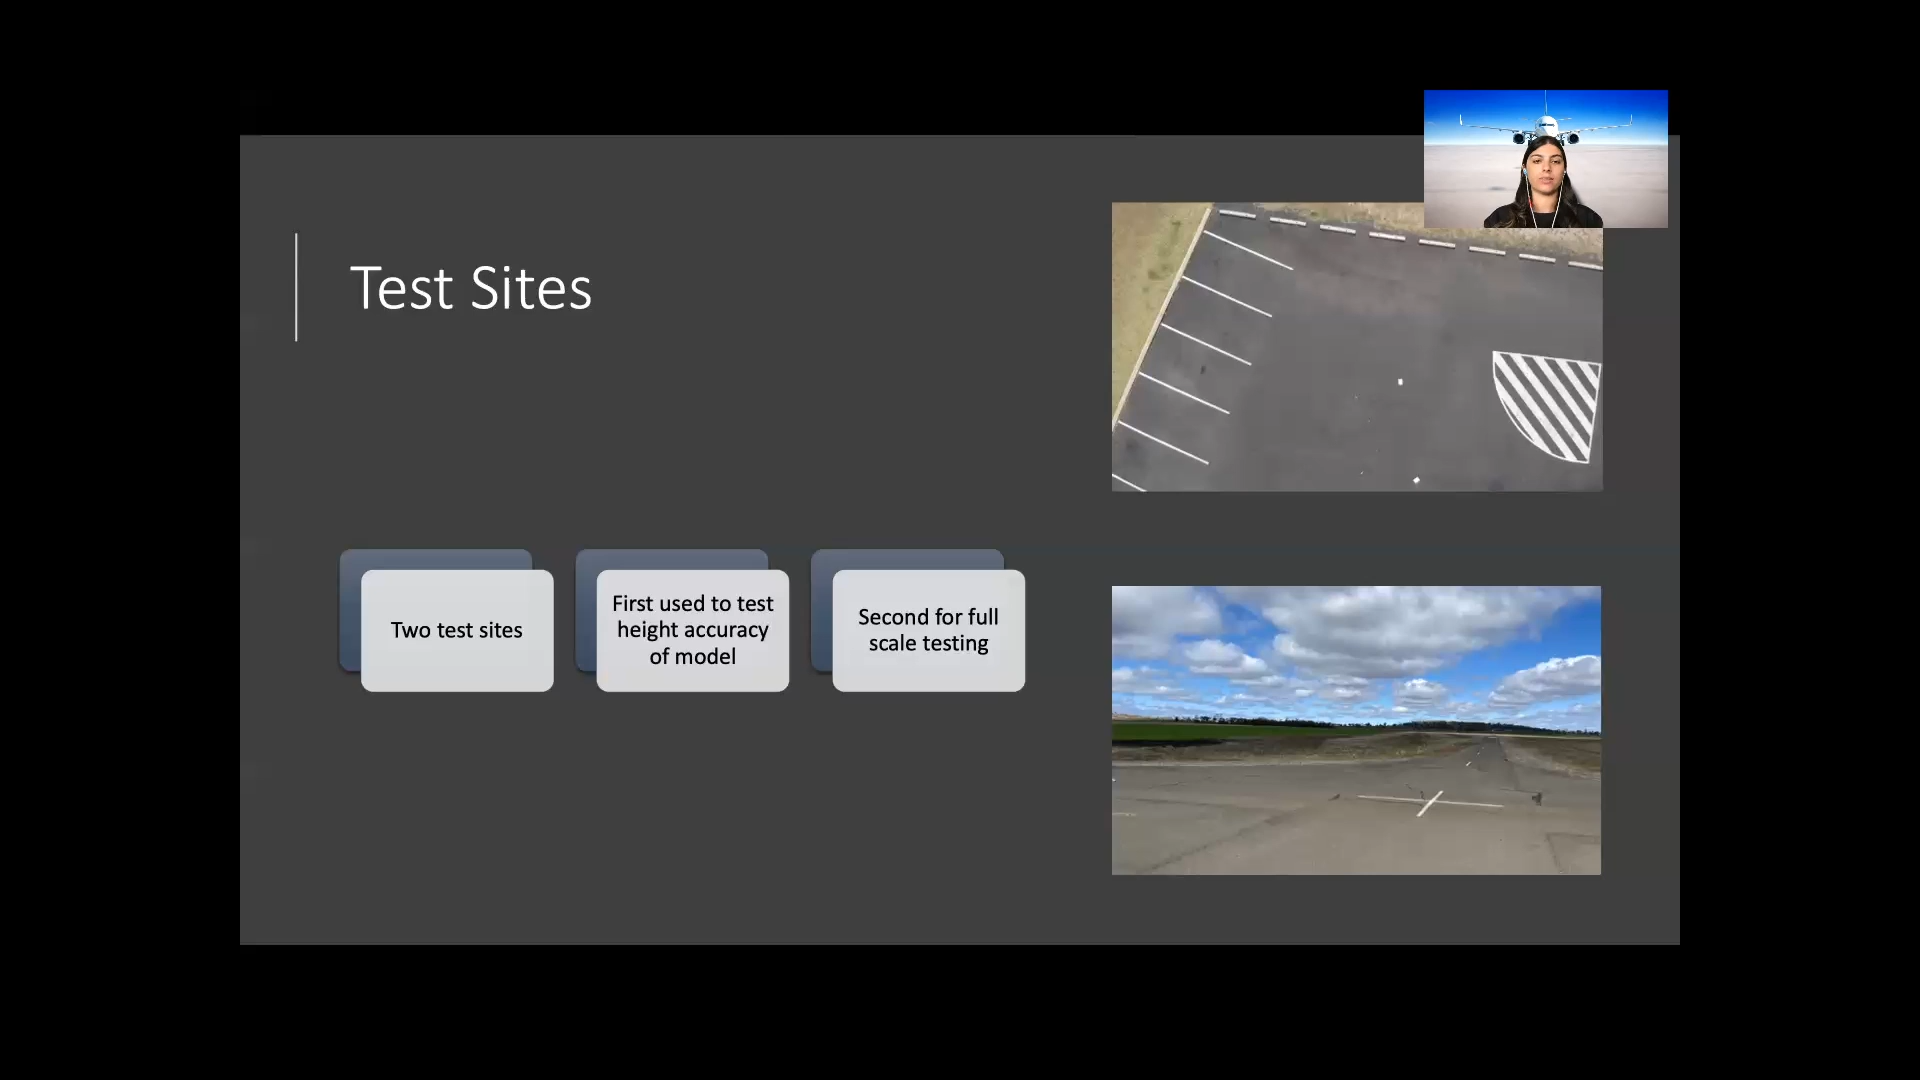 Test Sites
Two test sites
First used to test
height accuracy
of model
Second for full
scale testing